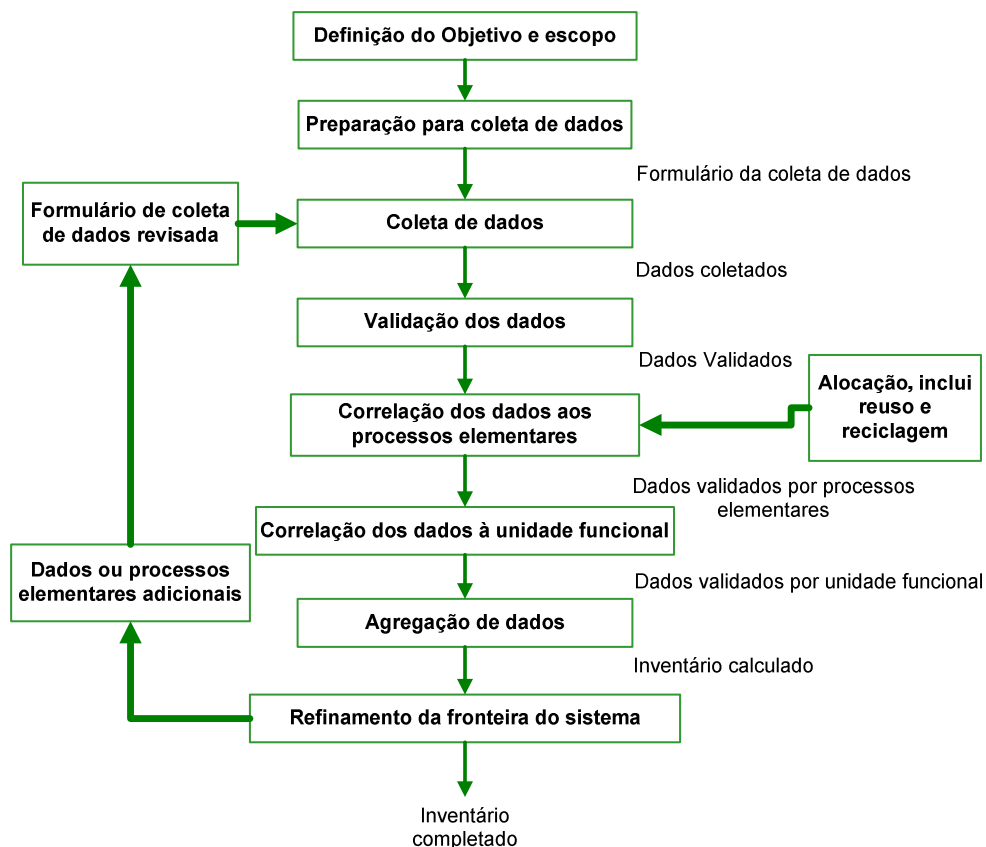 Definição do Objetivo e escopo
Preparação para coleta de dados
Formulário da coleta de dados
Formulário de coleta
de dados revisada
Coleta de dados
Dados coletados
Validação dos dados
Dados Validados
Alocação, inclui
reuso e
reciclagem
Correlação dos dados aos
processos elementares
Dados validados por processos
elementares
Correlação dos dados à unidade funcional
Dados ou processos
elementares adicionais
Dados validados por unidade funcional
Agregação de dados
Inventário calculado
Refinamento da fronteira do sistema
Inventário
completado